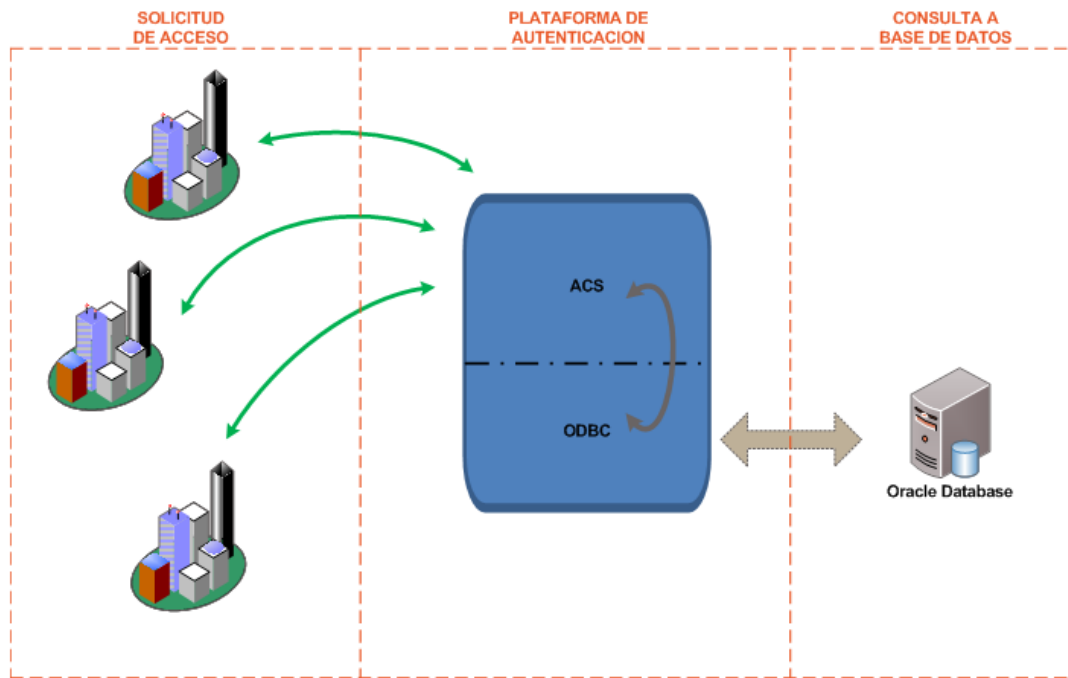 SOLICITUD
DE ACCESO
PLATAFORMA DE
AUTENTICACION
CONSULTA A
BASE DE DATOS
ACS
ODBC
Oracle Database